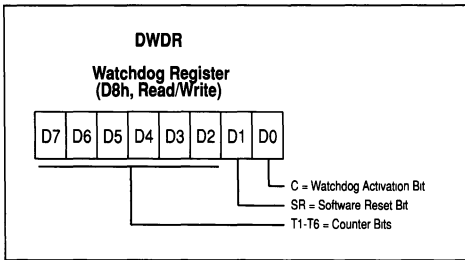 DWDR
Watchdog Register
(D8h, Read/Write)
D7 D6 D5 D4 D3 D2 D1 D0
C = Watchdog Activation Bit
SR = Software Reset Bit
T1-T6 = Counter Bits